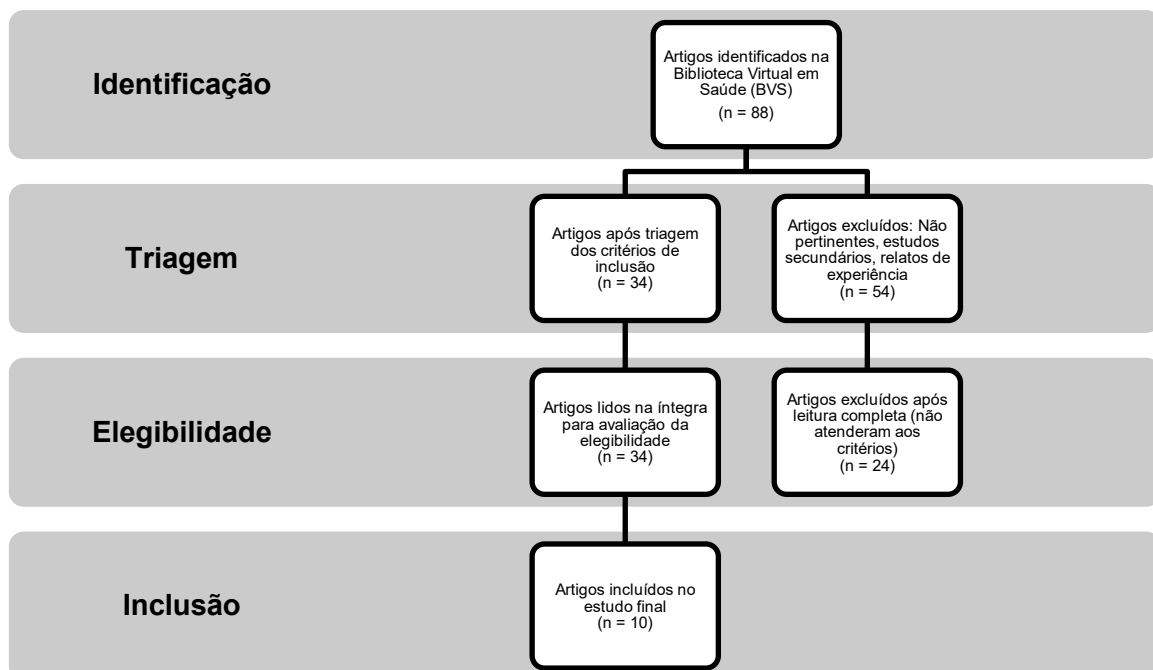 Identificação
Artigos identificados na
Biblioteca Virtual em
Saúde (BVS)
(n = 88)
Triagem
Artigos após triagem
dos critérios de
inclusão
(n = 34)
Artigos excluídos: Não
pertinentes, estudos
secundários, relatos de
experiência
(n = 54)
Elegibilidade
Artigos lidos na íntegra
para avaliação da
elegibilidade
(n = 34)
Artigos excluídos após
leitura completa (não
atenderam aos
critérios)
(n = 24)
Inclusão
Artigos incluídos no
estudo final
(n = 10)